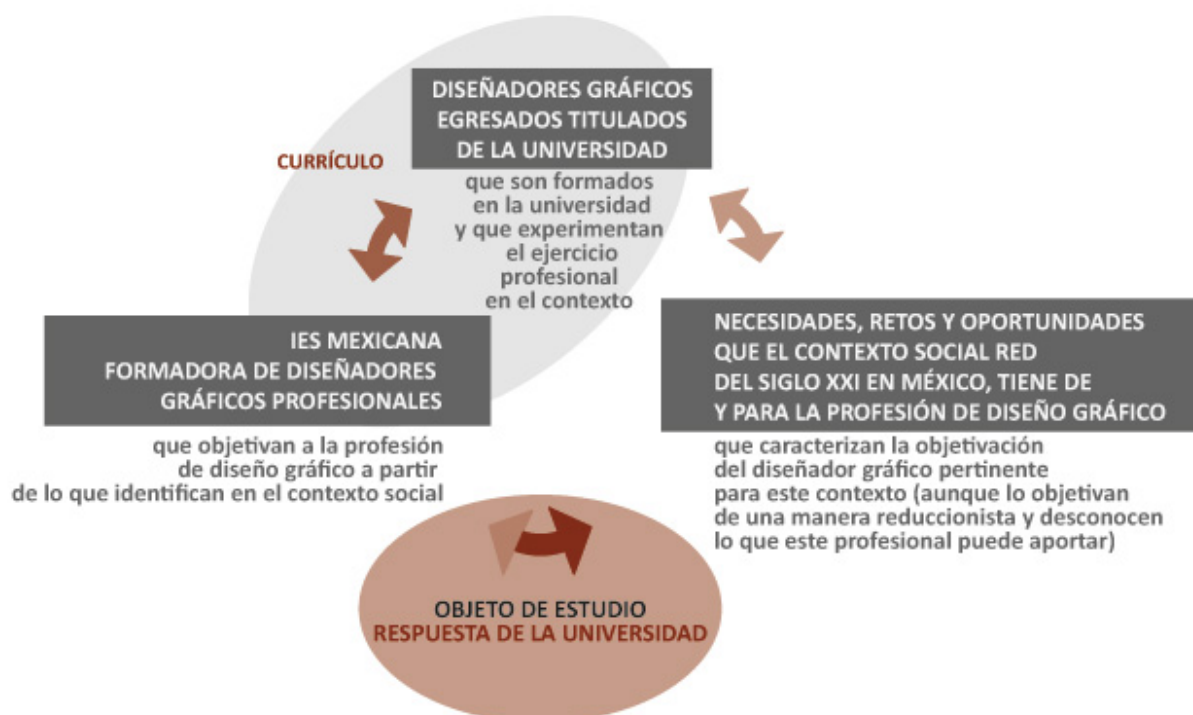 DISEÑADORES GRÁFICOS
EGRESADOS TITULADOS
DE LA UNIVERSIDAD
CURRÍCULO
que son formados
en la universidad
y que experimentan
el ejercicio
profesional
en el contexto
IES MEXICANA
FORMADORA DE DISEÑADORES
GRÁFICOS PROFESIONALES
que objetivan a la profesión
de diseño gráfico a partir
de lo que identifican en el contexto social
NECESIDADES, RETOS Y OPORTUNIDADES
QUE EL CONTEXTO SOCIAL RED
DEL SIGLO XXI EN MÉXICO, TIENE DE
Y PARA LA PROFESIÓN DE DISEÑO GRÁFICO
que caracterizan la objetivación
del diseñador gráfico pertinente
para este contexto (aunque lo objetivan
de una manera reduccionista y desconocen
lo que este profesional puede aportar)
OBJETO DE ESTUDIO
RESPUESTA DE LA UNIVERSIDAD